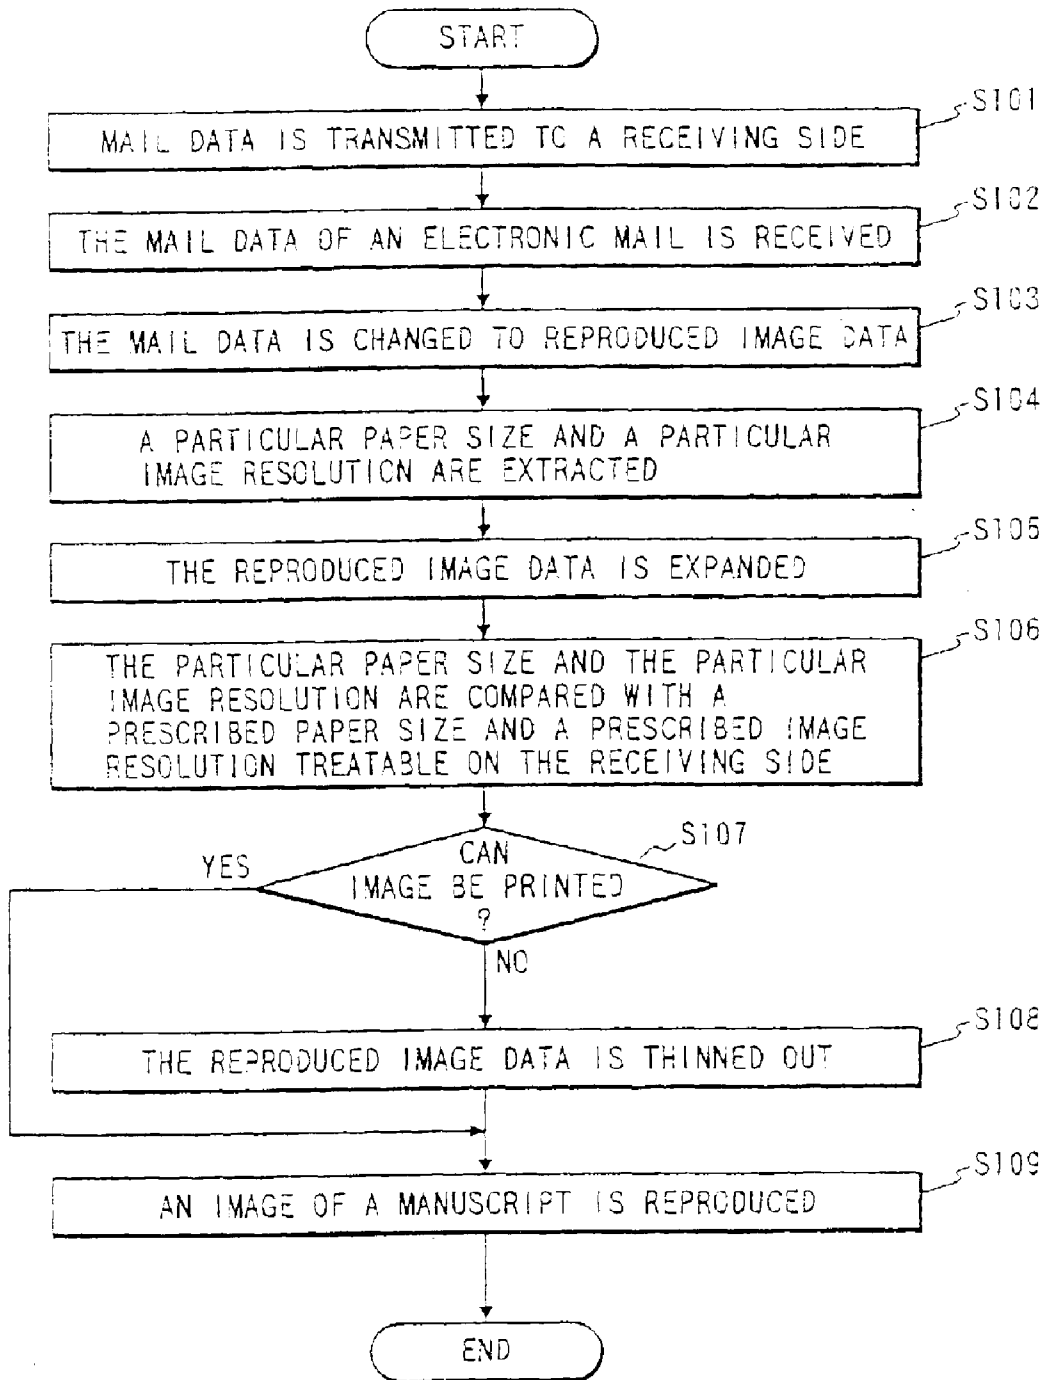 START
S101
MAIL DATA IS TRANSMITTED TO A RECEIVING SIDE
S102
THE MAIL DATA OF AN ELECTRONIC MAIL IS RECEIVED
S103
THE MAIL DATA IS CHANGED TO REPRODUCED IMAGE DATA
S104
A PARTICULAR PAPER SIZE AND A PARTICULAR
IMAGE RESOLUTION ARE EXTRACTED
S105
THE REPRODUCED IMAGE DATA IS EXPANDED
S106
THE PARTICULAR PAPER SIZE AND THE PARTICULAR
IMAGE RESOLUTION ARE COMPARED WITH A
PRESCRIBED PAPER SIZE AND A PRESCRIBED IMAGE
RESOLUTION TREATABLE ON THE RECEIVING SIDE
S107
YES
CAN
IMAGE BE PRINTED
?
NO
S108
THE REPRODUCED IMAGE DATA IS THINNED OUT
S109
AN IMAGE OF A MANUSCRIPT IS REPRODUCED
END